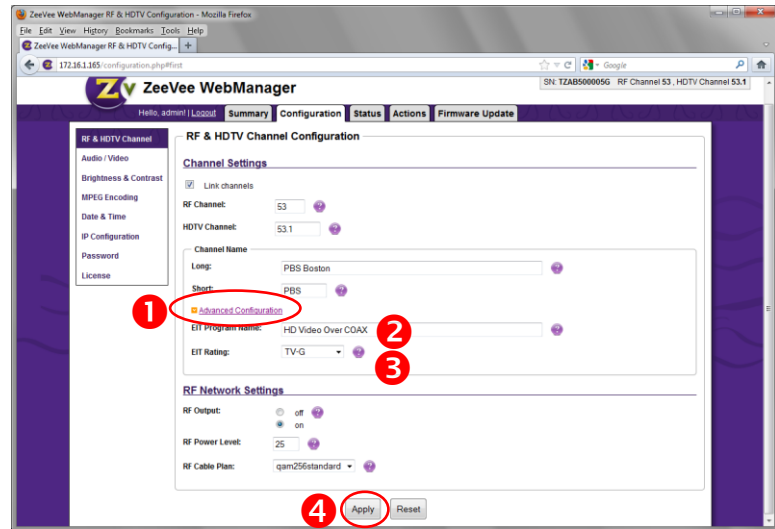 ZeeVee WebManager RF & HDTV Configuration - Mozilla Firefox
File Edit View History Bookmarks Tools Help
ZeeVee WebManager RF & HDTV Config...
172.16.1.165/configuration.php#first
Google
ZV ZeeVee WebManager
SN: TZAB500005G RF Channel 53 , HDTV Channel 53.1
Hello, admin! | Logout Summary Configuration Status Actions Firmware Update
RF & HDTV Channel
Audio / Video
Brightness & Contrast
MPEG Encoding
Date & Time
IP Configuration
Password
License
RF & HDTV Channel Configuration
Channel Settings
Link channels
RF Channel: 53 ?
HDTV Channel: 53.1 ?
Channel Name
Long: PBS Boston ?
Short: PBS ?
1 Advanced Configuration
EIT Program Name: HD Video Over COAX 2 ?
EIT Rating: TV-G ? 3
RF Network Settings
RF Output: off ?
on
RF Power Level: 25 ?
RF Cable Plan: qam256standard ?
4 Apply Reset